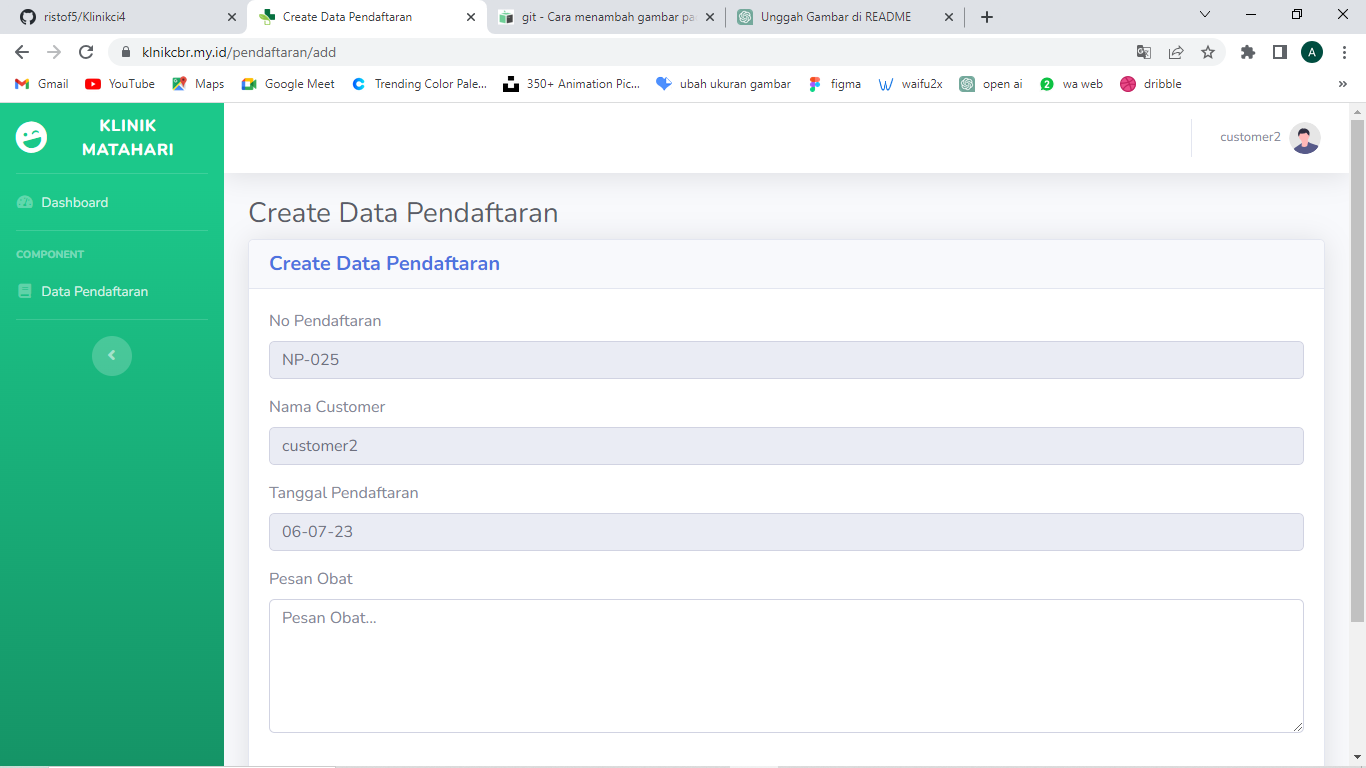 ristof5/Klinikci4
Create Data Pendaftaran
git - Cara menambah gambar pa
Unggah Gambar di README
klnikcbr.my.id/pendaftaran/add
A
Gmail
YouTube
Maps
Google Meet
Trending Color Pale...
350+ Animation Pic...
ubah ukuran gambar
figma
waifu2x
open ai
2
wa web
dribble
»
KLINIK
MATAHARI
customer2
Dashboard
COMPONENT
Data Pendaftaran
Create Data Pendaftaran
Create Data Pendaftaran
No Pendaftaran
NP-025
Nama Customer
customer2
Tanggal Pendaftaran
06-07-23
Pesan Obat
Pesan Obat...